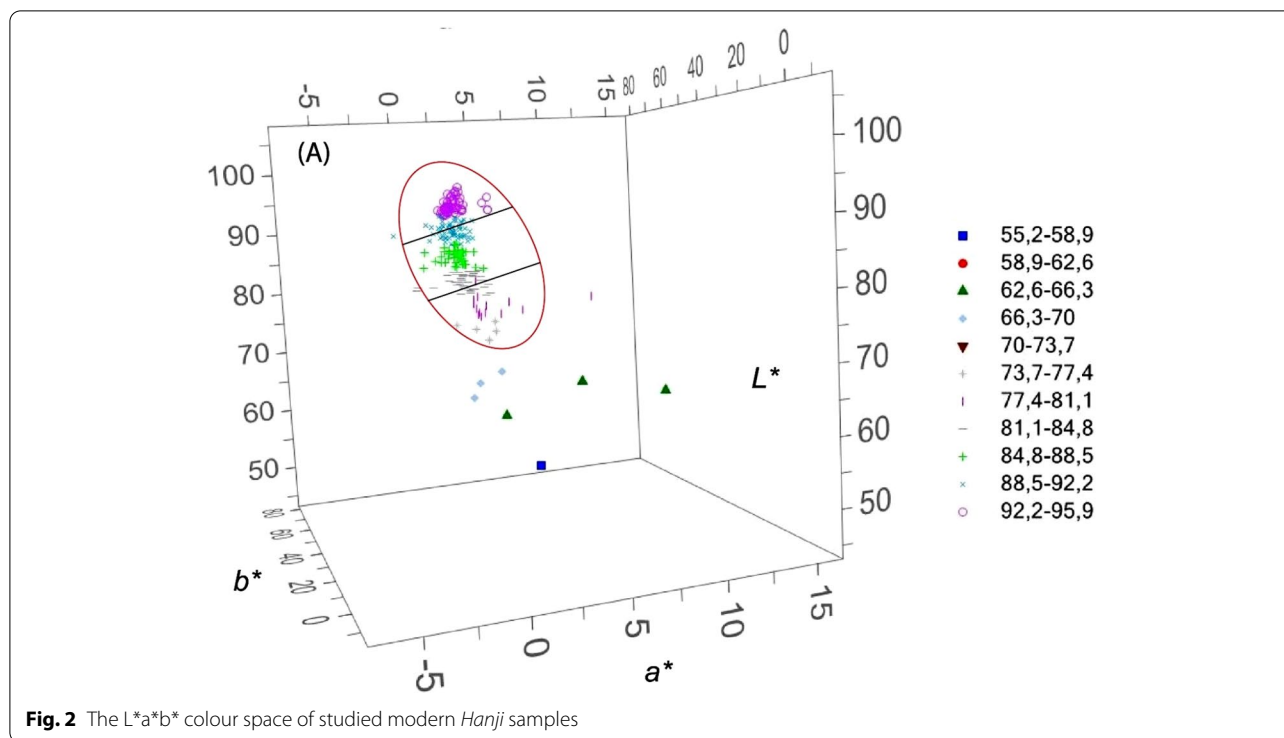 -5 0 5 10 15 80 60 40 20 0
(A)
100 100
90 90
80 80
70 70
60 60
50 50
L*
80 60 40 20 0
b*
-5 0 5 10 15
a*
55,2-58,9
58,9-62,6
62,6-66,3
66,3-70
70-73,7
73,7-77,4
77,4-81,1
81,1-84,8
84,8-88,5
88,5-92,2
92,2-95,9
Fig. 2 The L*a*b* colour space of studied modern Hanji samples